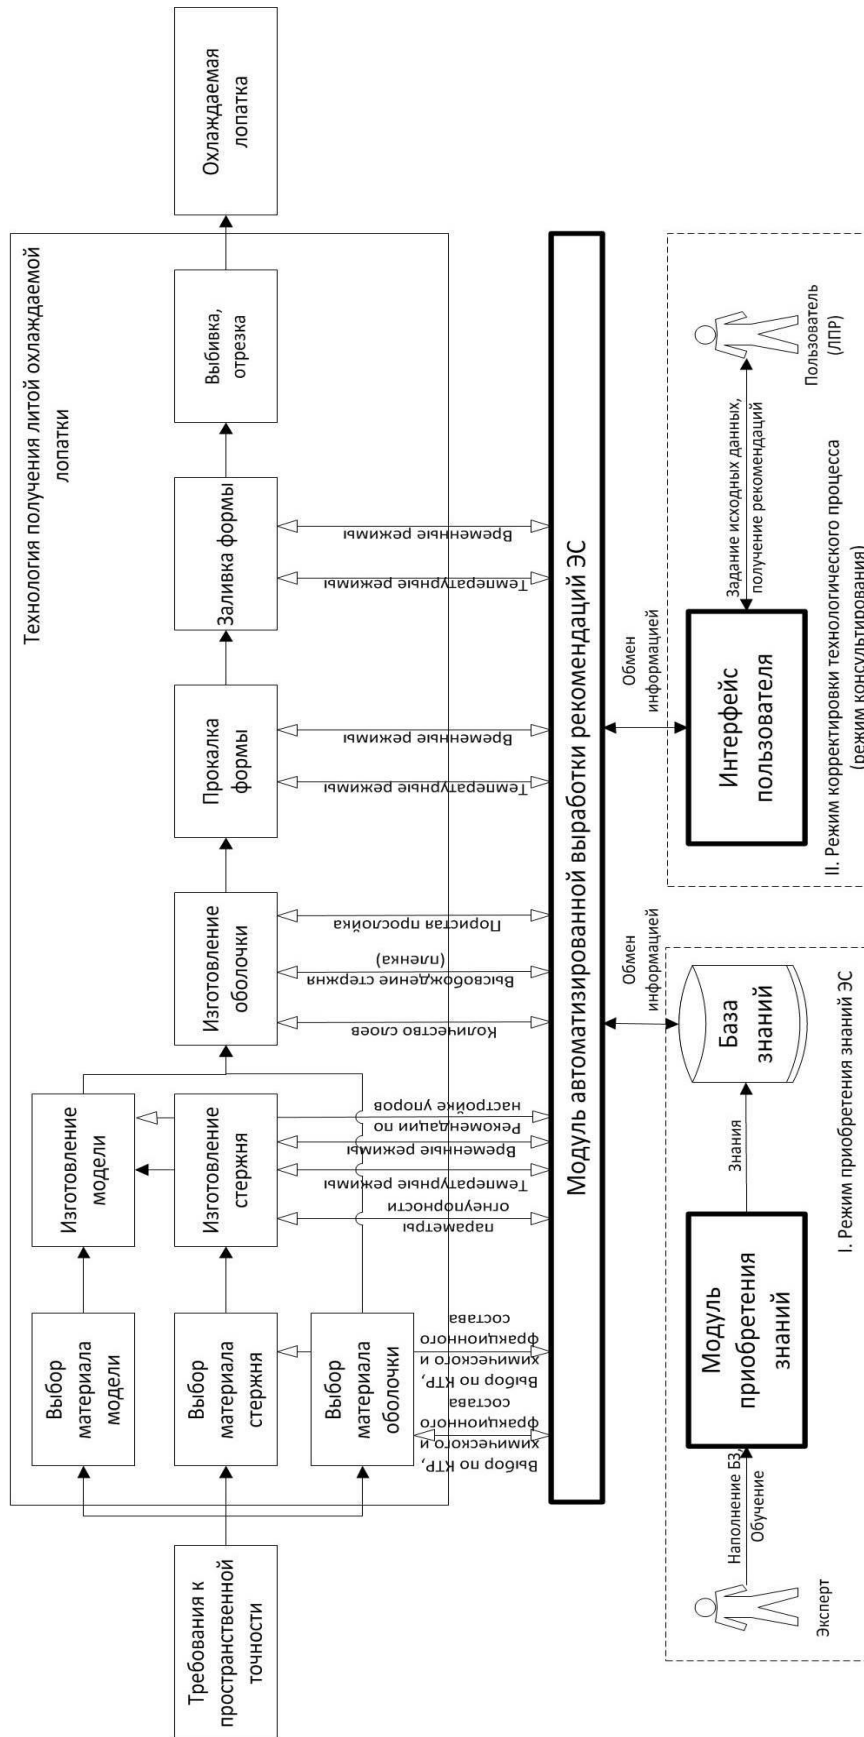 Технология получения литой охлаждаемой
лопатки
Требования к
пространственной
точности
Выбор
материала
модели
Выбор
материала
стержня
Выбор
материала
оболочки
Изготовление
модели
Изготовление
стержня
Изготовление
оболочки
Прокалка
формы
Заливка формы
Выбивка,
отрезка
Охлаждаемая
лопатка
Выбор по КТР,
химического и
фракционного
состава
Выбор по КТР,
химического и
фракционного
состава
параметры
огнеупорности
Температурные режимы
Временные режимы
Рекомендации по
настройке упоров
Количество слоев
Высвобождение стержня
(пленка)
Пористая прослойка
Температурные режимы
Временные режимы
Температурные режимы
Временные режимы
Модуль автоматизированной выработки рекомендаций ЭС
Обмен
информацией
Обмен
информацией
Эксперт
Наполнение БЗ,
Обучение
Модуль
приобретения
знаний
Знания
База
знаний
I. Режим приобретения знаний ЭС
Интерфейс
пользователя
Задание исходных данных,
получение рекомендаций
Пользователь
(ЛПР)
II. Режим корректировки технологического процесса
(режим консультирования)